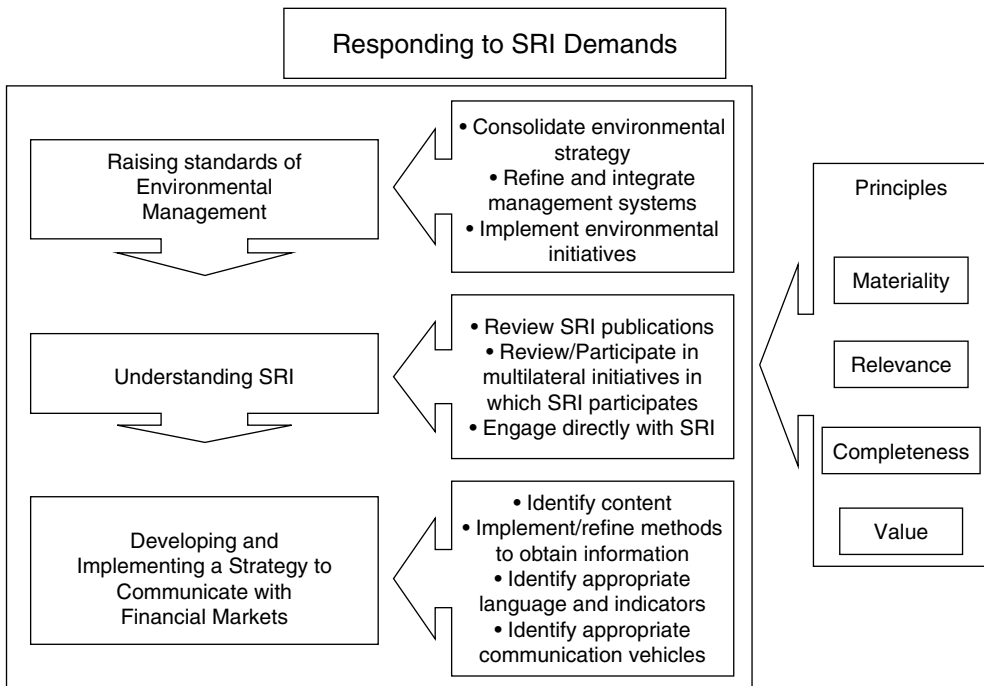 Responding to SRI Demands
Raising standards of
Environmental
Management
• Consolidate environmental
strategy
• Refine and integrate
management systems
• Implement environmental
initiatives
Understanding SRI
• Review SRI publications
• Review/Participate in
multilateral initiatives in
which SRI participates
• Engage directly with SRI
Developing and
Implementing a Strategy to
Communicate with
Financial Markets
• Identify content
• Implement/refine methods
to obtain information
• Identify appropriate
language and indicators
• Identify appropriate
communication vehicles
Principles
Materiality
Relevance
Completeness
Value